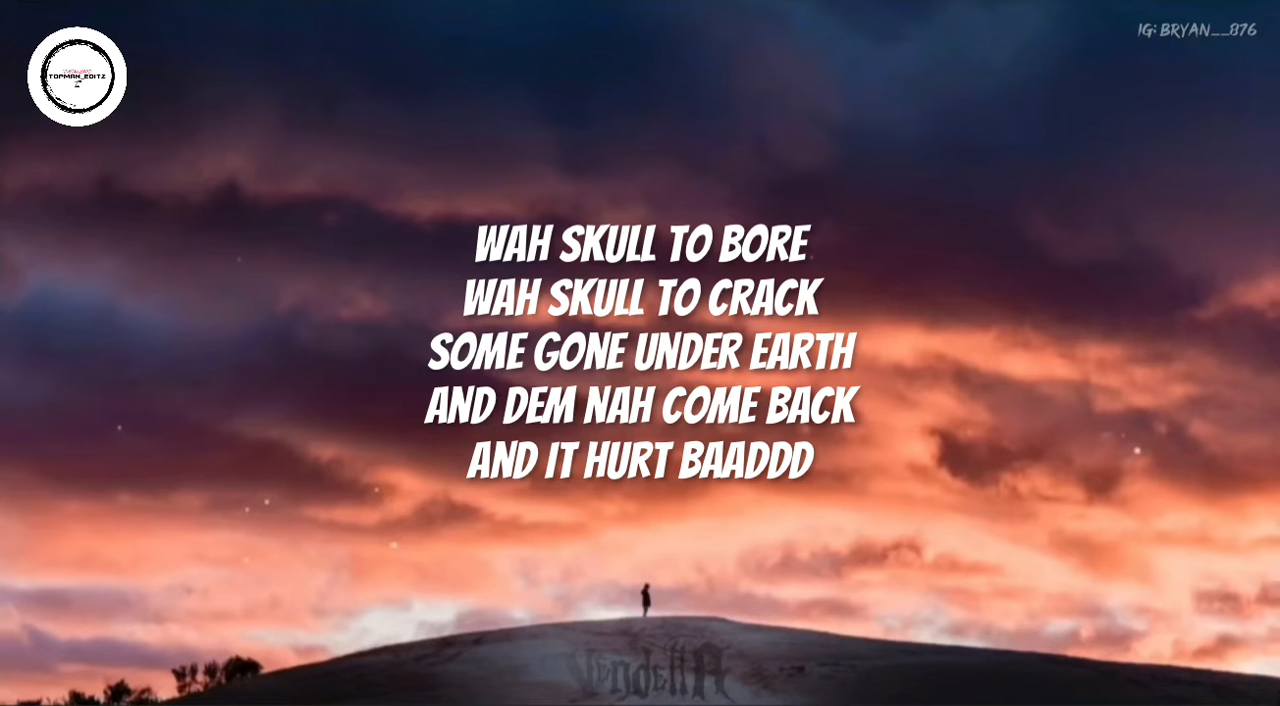 IG: BRYAN__876
TOPMAN_EDITZ
WAH SKULL TO BORE
WAH SKULL TO CRACK
SOME GONE UNDER EARTH
AND DEM NAH COME BACK
AND IT HURT BAADDD
VendettA